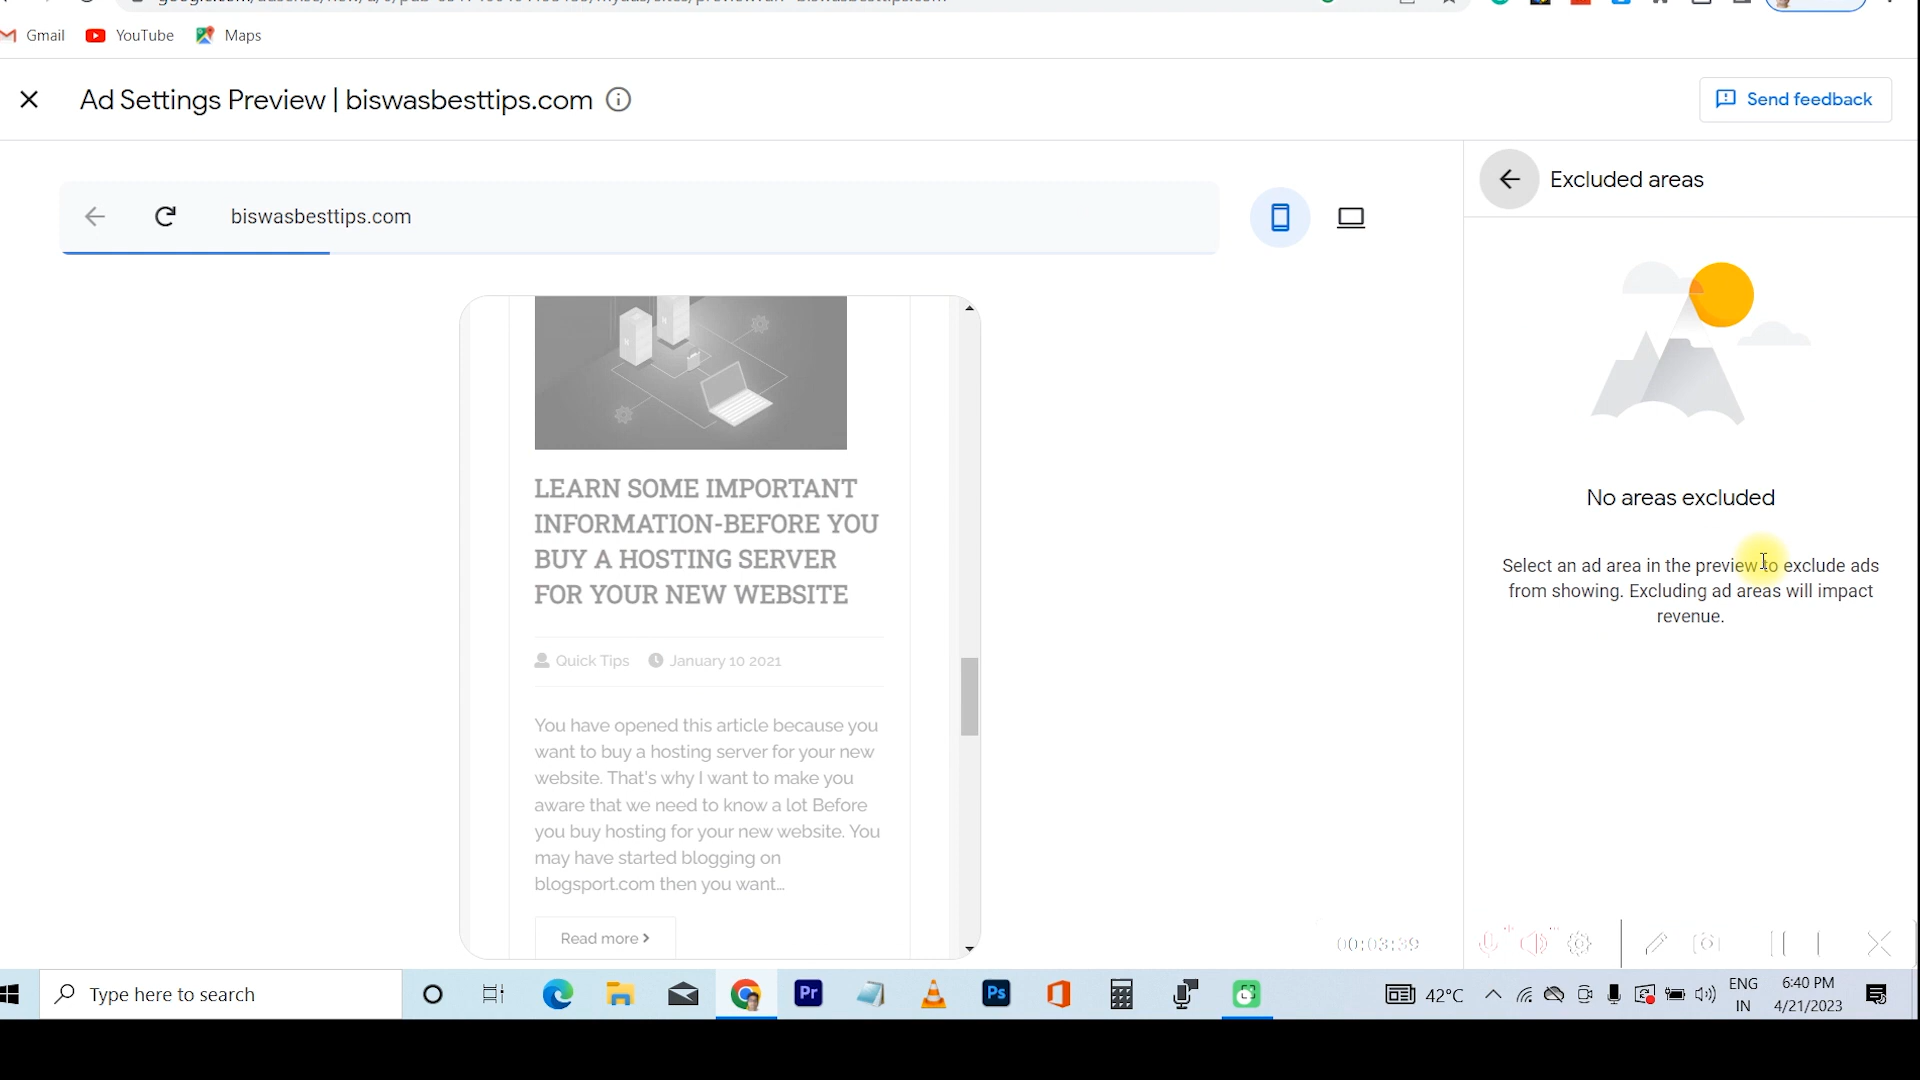 Gmail YouTube Maps
Ad Settings Preview | biswasbesttips.com
Send feedback
biswasbesttips.com
Excluded areas
LEARN SOME IMPORTANT
INFORMATION-BEFORE YOU
BUY A HOSTING SERVER
FOR YOUR NEW WEBSITE
Quick Tips January 10 2021
You have opened this article because you
want to buy a hosting server for your new
website. That's why I want to make you
aware that we need to know a lot Before
you buy hosting for your new website. You
may have started blogging on
blogsport.com then you want...
Read more
No areas excluded
Select an ad area in the preview to exclude ads
from showing. Excluding ad areas will impact
revenue.
00:03:39
Type here to search
Pr
Ps
42°C
ENG
IN
6:40 PM
4/21/2023